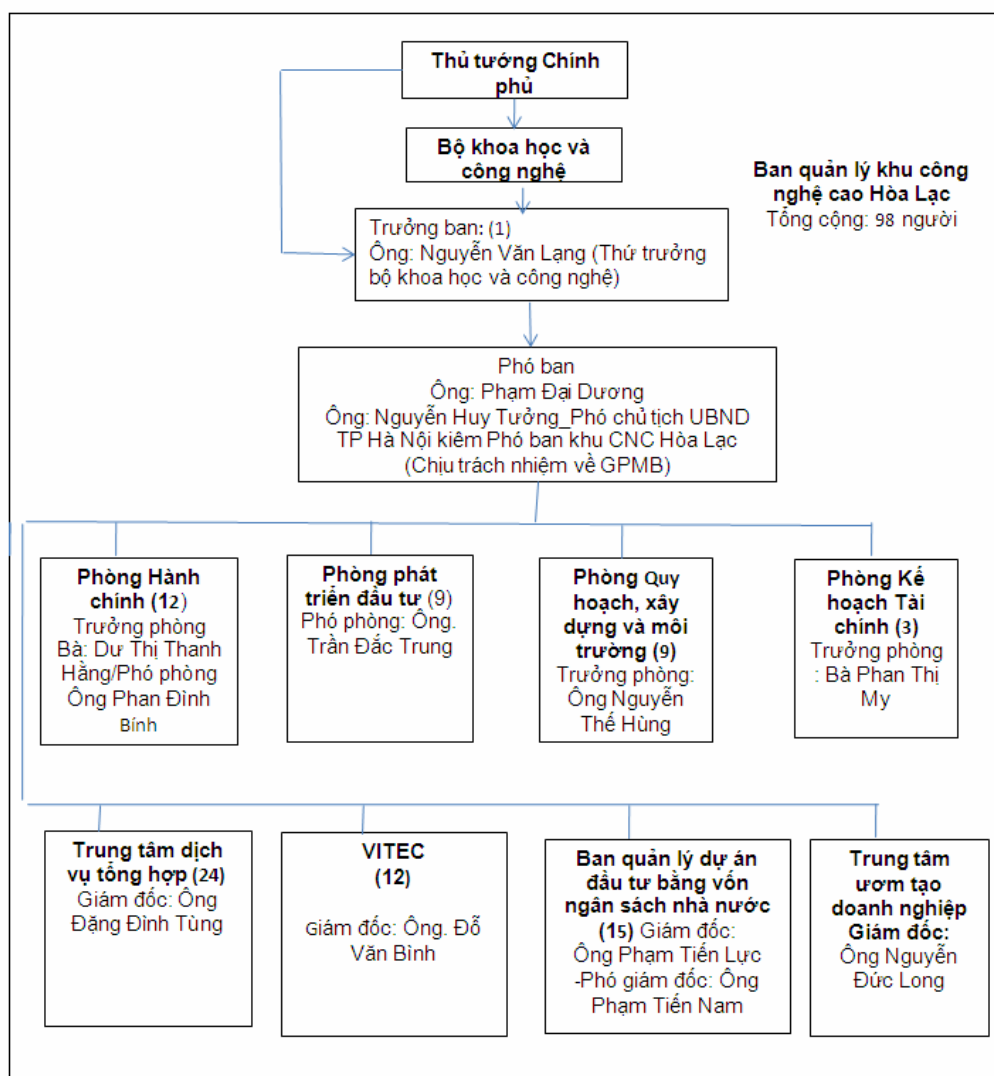 Thủ tướng Chính
phủ
Bộ khoa học và
công nghệ
Ban quản lý khu công
nghệ cao Hòa Lạc
Tổng cộng: 98 người
Trưởng ban: (1)
Ông: Nguyễn Văn Lạng (Thứ trưởng
bộ khoa học và công nghệ)
Phó ban
Ông: Phạm Đại Dương
Ông: Nguyễn Huy Tưởng_Phó chủ tịch UBND
TP Hà Nội kiêm Phó ban khu CNC Hòa Lạc
(Chịu trách nhiệm về GPMB)
Phòng Hành
chính (12)
Trưởng phòng
Bà: Dư Thị Thanh
Hằng/Phó phòng
Ông Phan Đình
Bính
Phòng phát
triển đầu tư (9)
Phó phòng: Ông.
Trần Đắc Trung
Phòng Quy
hoạch, xây
dựng và môi
trường (9)
Trưởng phòng:
Ông Nguyễn
Thế Hùng
Phòng Kế
hoạch Tài
chính (3)
Trưởng phòng
: Bà Phan Thị
My
Trung tâm dịch
vụ tổng hợp (24)
Giám đốc: Ông
Đặng Đình Tùng
VITEC
(12)
Giám đốc: Ông. Đỗ
Văn Bình
Ban quản lý dự án
đầu tư bằng vốn
ngân sách nhà nước
(15) Giám đốc:
Ông Phạm Tiến Lực
-Phó giám đốc: Ông
Phạm Tiến Nam
Trung tâm
ươm tạo
doanh nghiệp
Giám đốc:
Ông Nguyễn
Đức Long